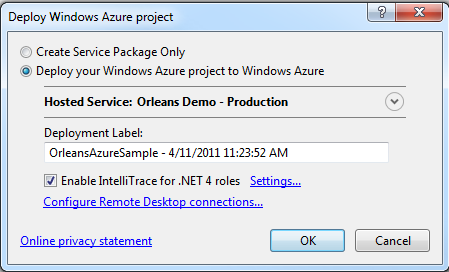 Deploy Windows Azure project
Create Service Package Only
Deploy your Windows Azure project to Windows Azure
Hosted Service: Orleans Demo - Production
Deployment Label:
OrleansAzureSample - 4/11/2011 11:23:52 AM
Enable IntelliTrace for .NET 4 roles Settings...
Configure Remote Desktop connections...
Online privacy statement OK Cancel